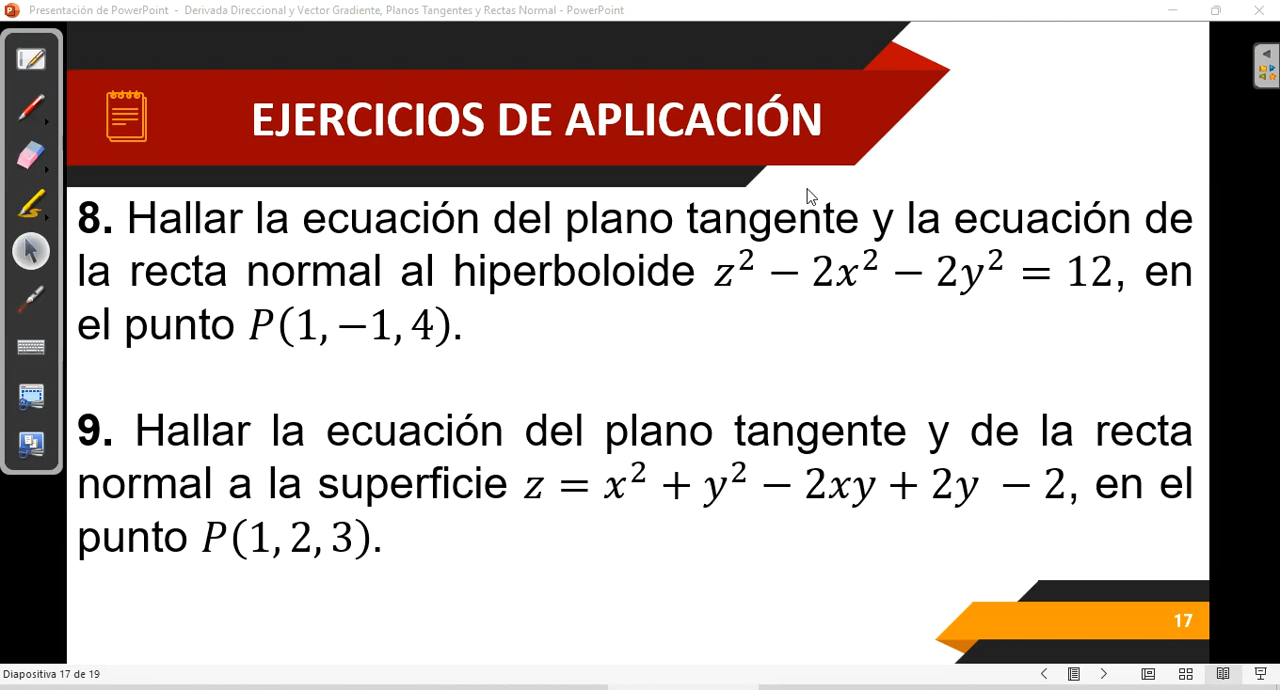 Presentación de PowerPoint - Derivada Direccional y Vector Gradiente, Planos Tangentes y Rectas Normal - PowerPoint
EJERCICIOS DE APLICACIÓN
8. Hallar la ecuación del plano tangente y la ecuación de
la recta normal al hiperboloide z² − 2x² − 2y² = 12, en
el punto P(1, −1, 4).
9. Hallar la ecuación del plano tangente y de la recta
normal a la superficie z = x² + y² − 2xy + 2y − 2, en el
punto P(1, 2, 3).
17
Diapositiva 17 de 19